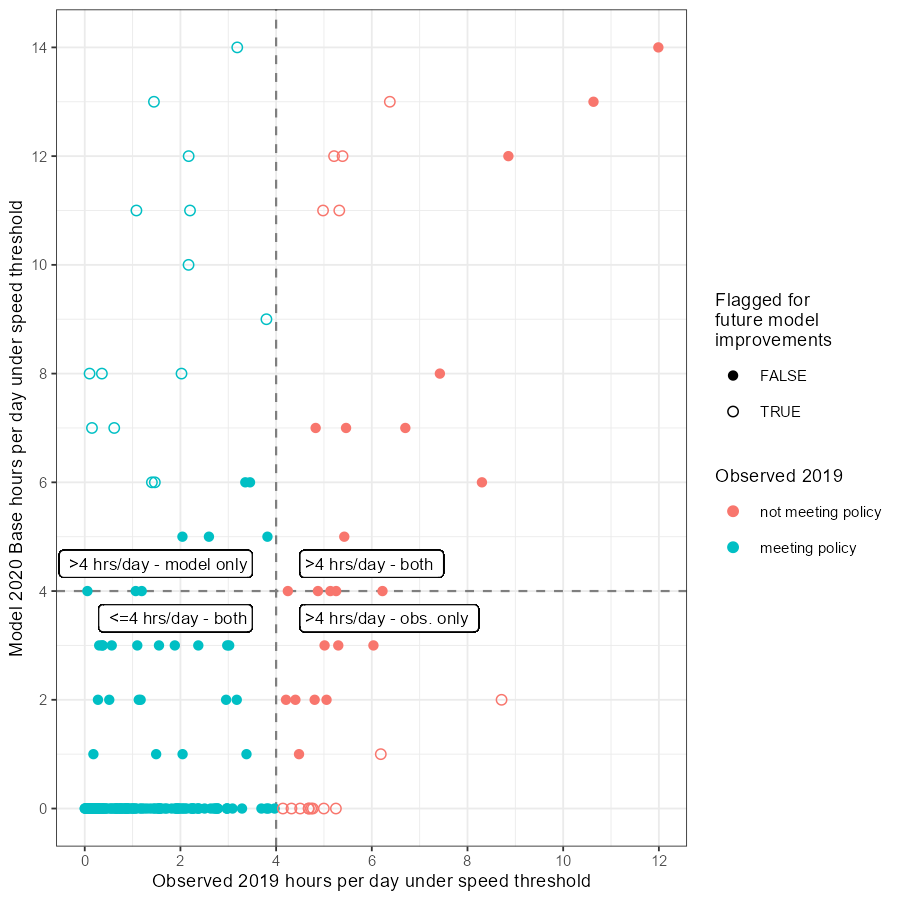 Model 2020 Base hours per day under speed threshold
14
12
10
8
6
4
2
0
>4 hrs/day - model only
>4 hrs/day - both
<=4 hrs/day - both
>4 hrs/day - obs. only
0 2 4 6 8 10 12
Observed 2019 hours per day under speed threshold
Flagged for
future model
improvements
FALSE
TRUE
Observed 2019
not meeting policy
meeting policy